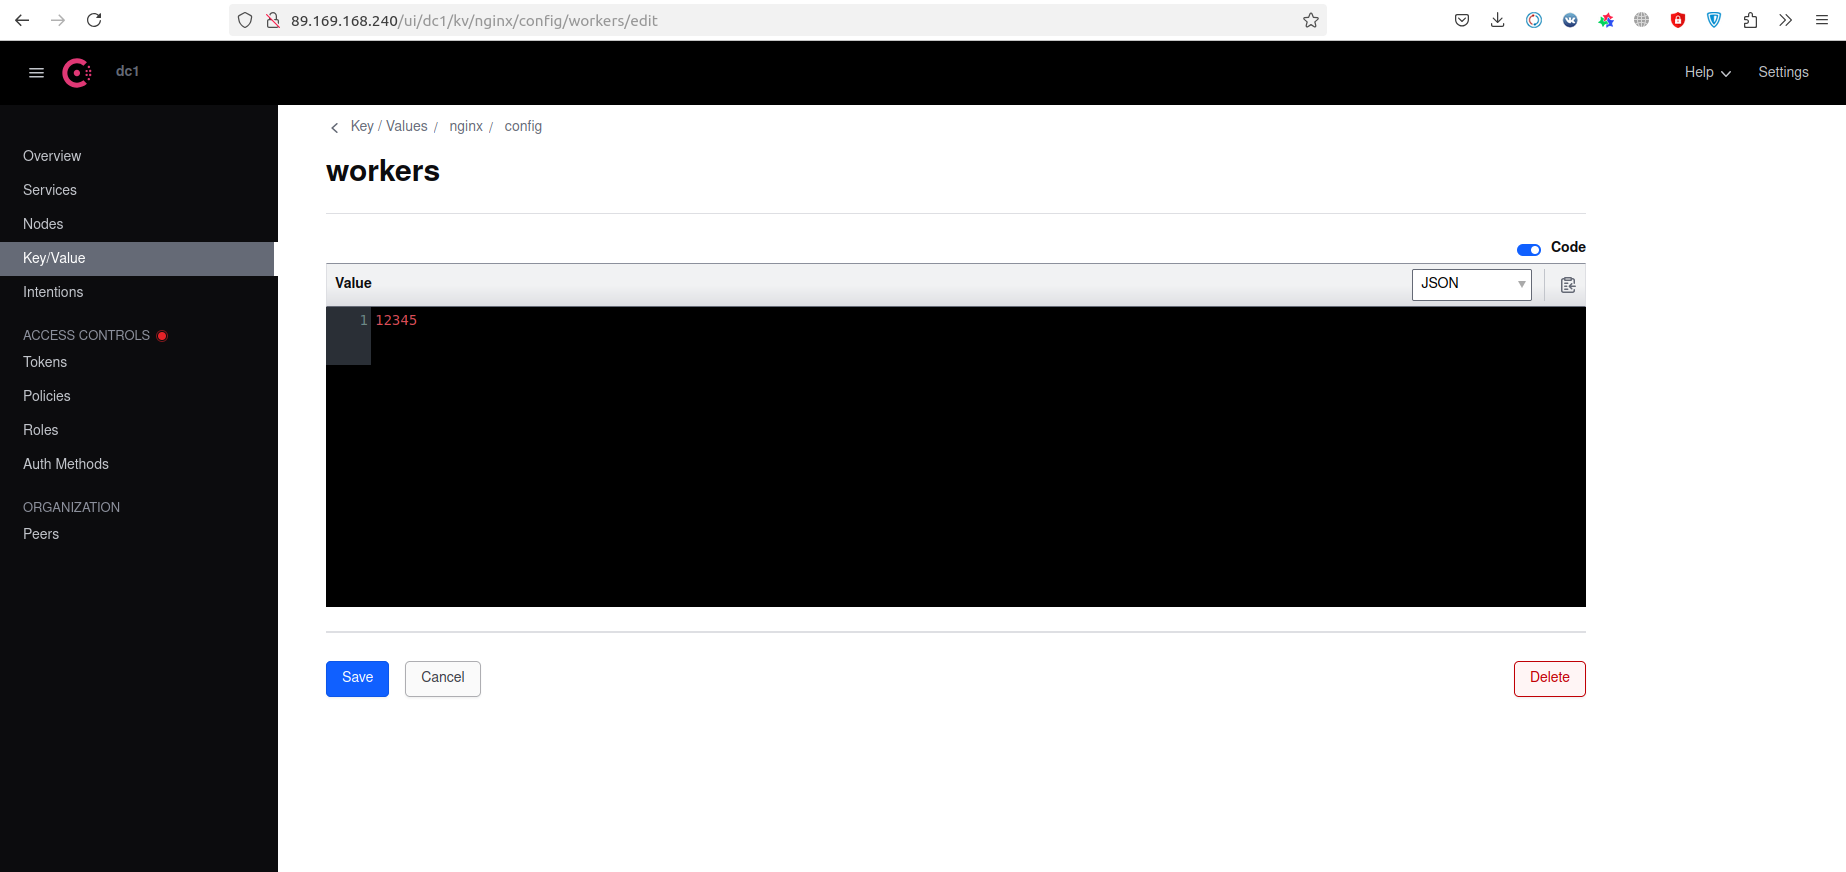 89.169.168.240/ui/dc1/kv/nginx/config/workers/edit
dc1
Help
Settings
Overview
Services
Nodes
Key/Value
Intentions
ACCESS CONTROLS
Tokens
Policies
Roles
Auth Methods
ORGANIZATION
Peers
Key / Values / nginx / config
workers
Code
Value
JSON
1 12345
Save
Cancel
Delete